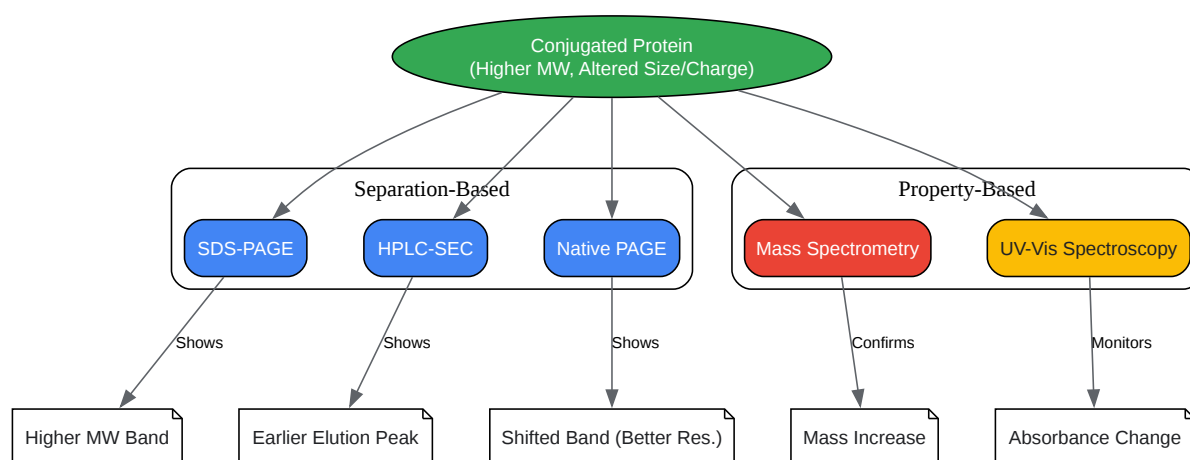 Conjugated Protein
(Higher MW, Altered Size/Charge)
Separation-Based
Property-Based
SDS-PAGE
HPLC-SEC
Native PAGE
Mass Spectrometry
UV-Vis Spectroscopy
Shows
Shows
Shows
Confirms
Monitors
Higher MW Band
Earlier Elution Peak
Shifted Band (Better Res.)
Mass Increase
Absorbance Change